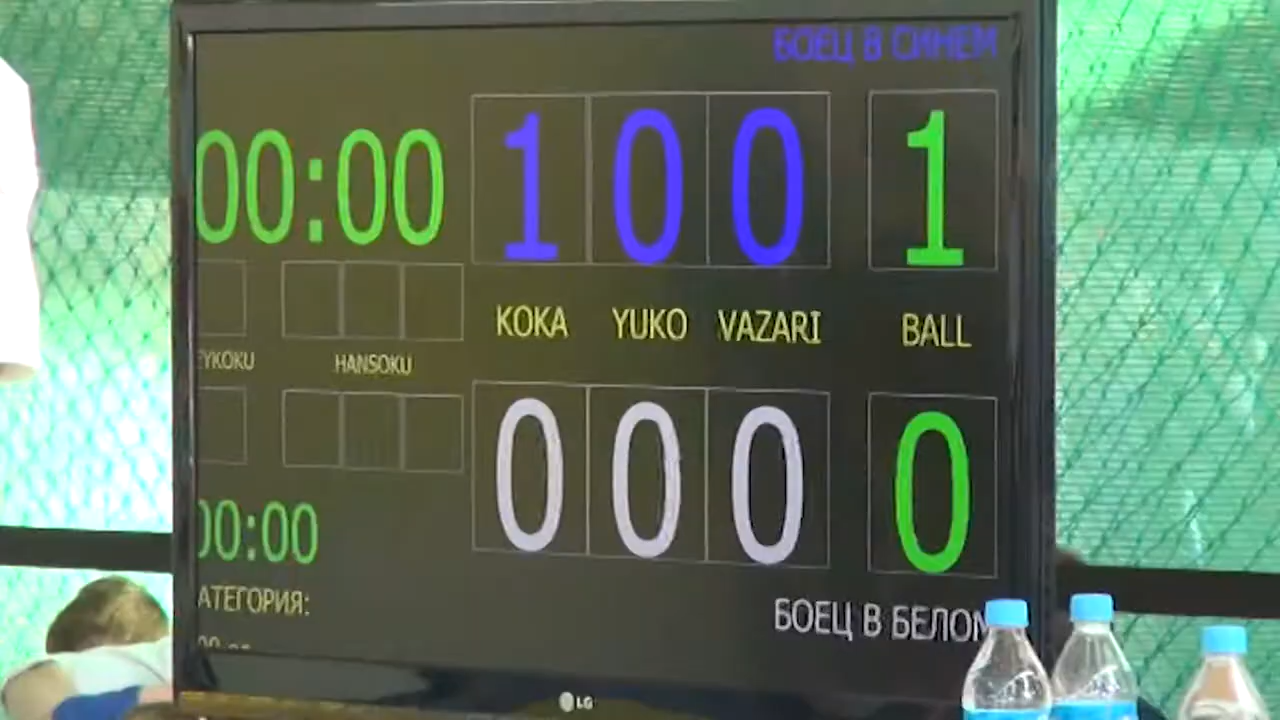 БОЕЦ В СИНЕМ
00:00 1 0 0 1
KOKA YUKO VAZARI BALL
HANSOKU
0 0 0 0
00:00
КАТЕГОРИЯ:
БОЕЦ В БЕЛОМ
LG